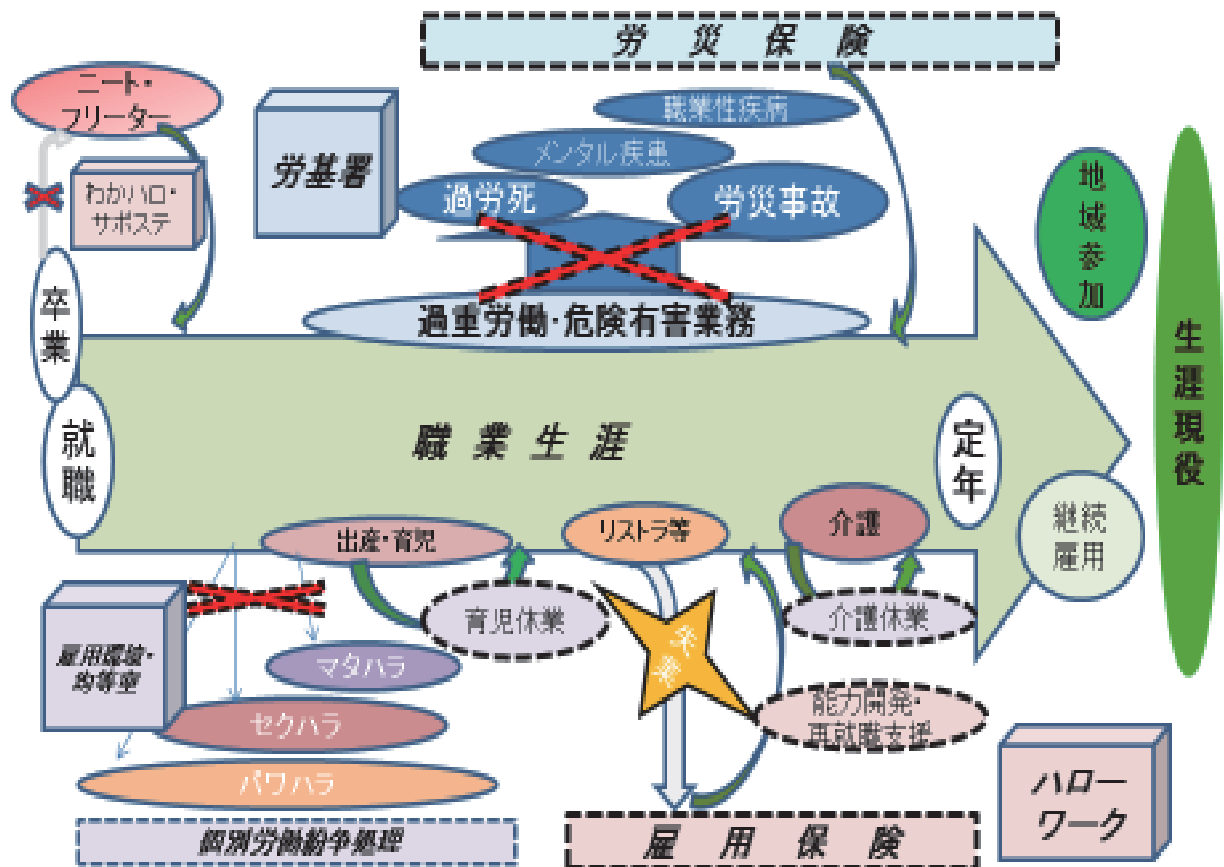 労災保険
ニート・
フリーター
職業性疾病
労基署
メンタル疾患
わかハロ・
サポステ
過労死
労災事故
地域参加
卒業
過重労働・危険有害業務
生涯現役
就職
職業生涯
定年
継続
雇用
出産・育児
リストラ等
介護
育児休業
介護休業
失業
雇用環境・
均等室
マタハラ
セクハラ
能力開発・
再就職支援
パワハラ
ハロー
ワーク
個別労働紛争処理
雇用保険